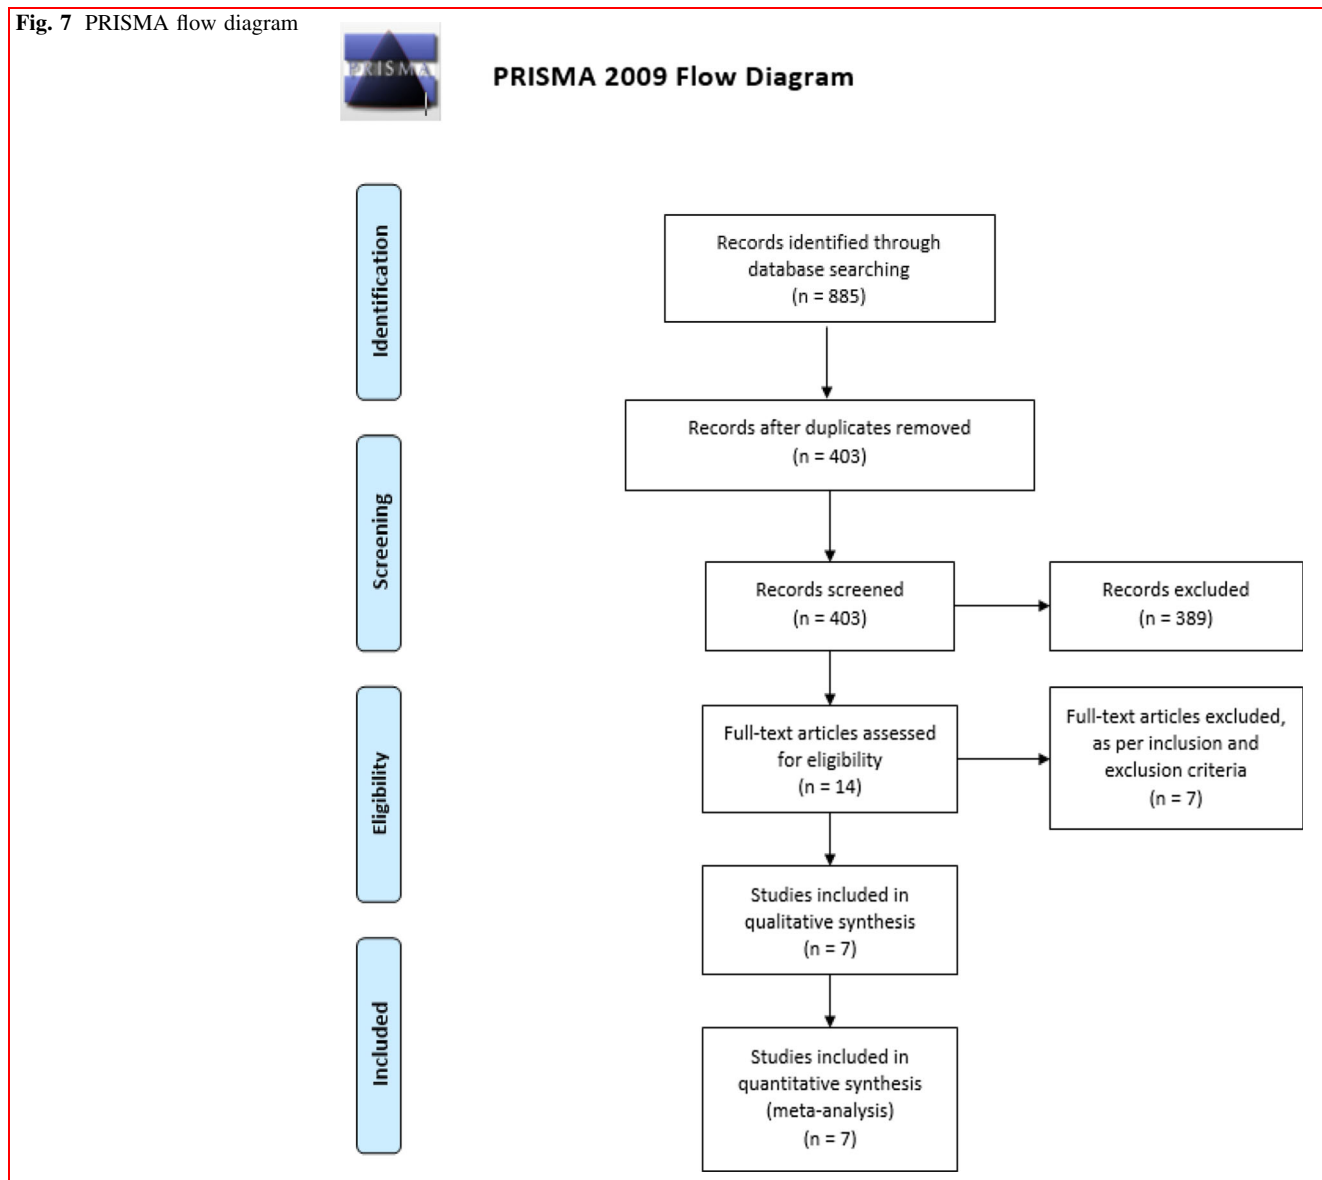 Fig. 7 PRISMA flow diagram
PRISMA
PRISMA 2009 Flow Diagram
Identification
Records identified through
database searching
(n = 885)
Records after duplicates removed
(n = 403)
Screening
Records screened
(n = 403)
Records excluded
(n = 389)
Eligibility
Full-text articles assessed
for eligibility
(n = 14)
Full-text articles excluded,
as per inclusion and
exclusion criteria
(n = 7)
Studies included in
qualitative synthesis
(n = 7)
Included
Studies included in
quantitative synthesis
(meta-analysis)
(n = 7)